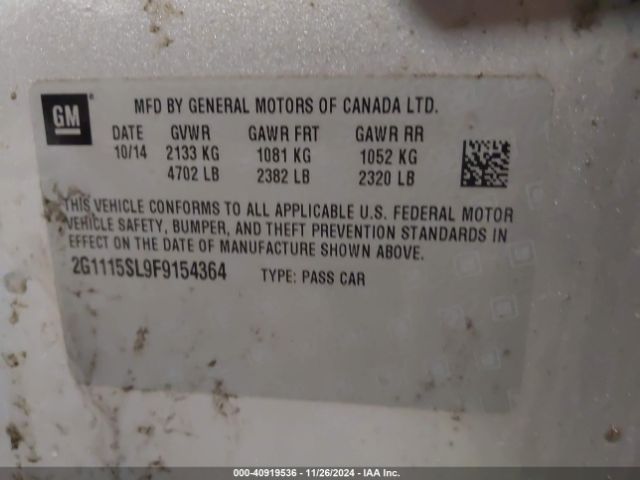 GM
MFD BY GENERAL MOTORS OF CANADA LTD.
DATE GVWR GAWR FRT GAWR RR
10/14 2133 KG 1081 KG 1052 KG
4702 LB 2382 LB 2320 LB
THIS VEHICLE CONFORMS TO ALL APPLICABLE U.S. FEDERAL MOTOR
VEHICLE SAFETY, BUMPER, AND THEFT PREVENTION STANDARDS IN
EFFECT ON THE DATE OF MANUFACTURE SHOWN ABOVE.
2G1115SL9F9154364 TYPE: PASS CAR
000-40919536 - 11/26/2024 - IAA Inc.